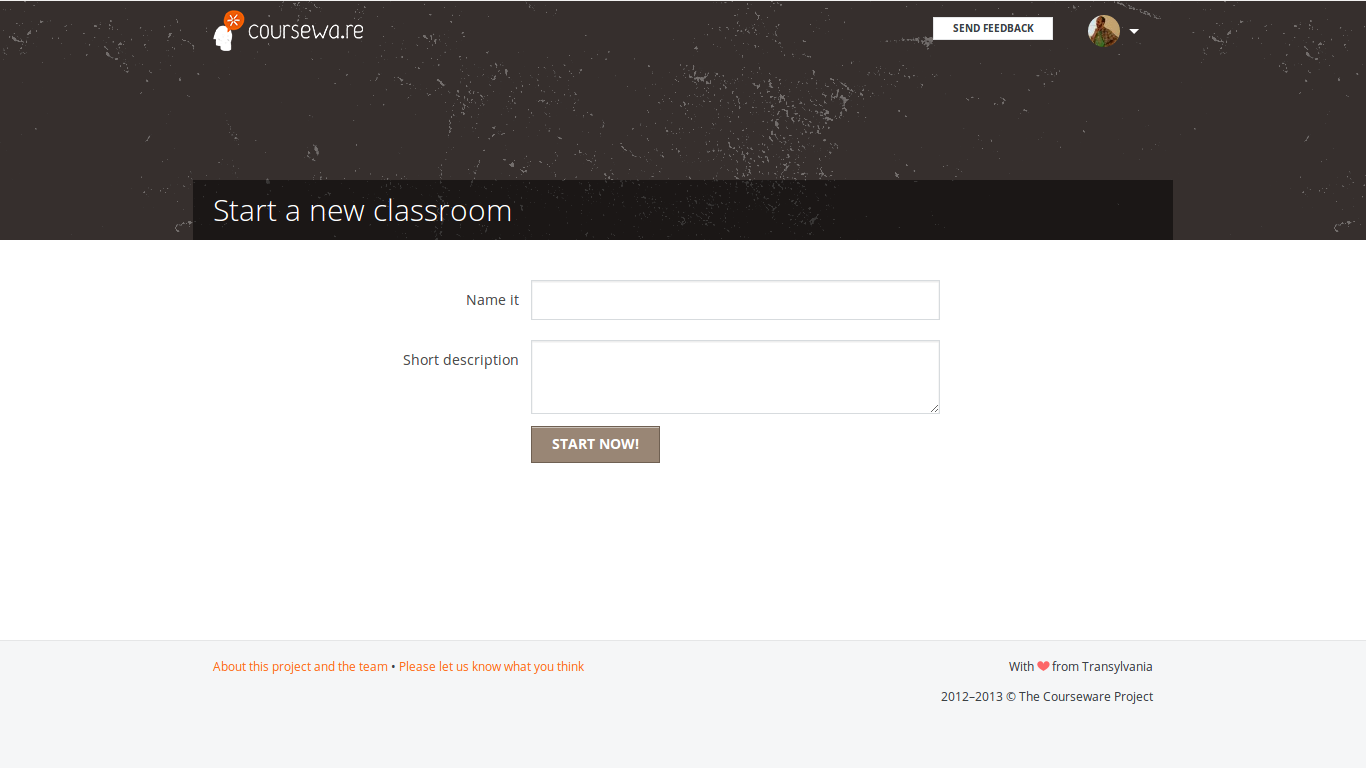 coursewa.re
SEND FEEDBACK
Start a new classroom
Name it
Short description
START NOW!
About this project and the team • Please let us know what you think
With ❤ from Transylvania
2012–2013 © The Courseware Project